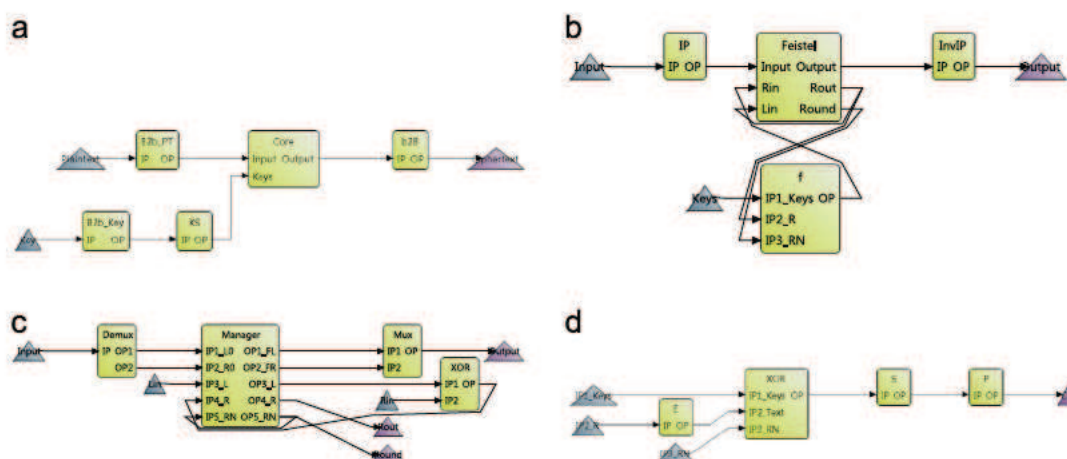 a
B2b_PT
Core
b2B
Plaintext
IP OP
Input Output
IP OP
Ciphertext
Keys
B2b_Key
KS
Key
IP OP
IP OP
b
IP
Feistel
InvIP
Input
IP OP
Input Output
IP OP
Output
Rin Rout
Lin Round
f
Keys
IP1_Keys OP
IP2_R
IP3_RN
c
Demux
Manager
Mux
Input
IP OP1
IP1_L0 OP1_FL
IP1 OP
Output
OP2
IP2_R0 OP2_FR
IP2
XOR
Lin
IP3_L OP3_L
IP1 OP
IP4_R OP4_R
Rin
IP2
IP5_RN OP5_RN
Rout
Round
d
XOR
S
P
IP1_Keys
IP1_Keys OP
IP OP
IP OP
E
IP2_Text
IP2_R
IP OP
IP3_RN
IP3_RN